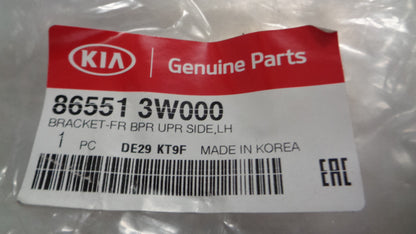 KIA Genuine Parts
86551 3W000
BRACKET-FR BPR UPR SIDE,LH
1 PC DE29 KT9F MADE IN KOREA
EAC